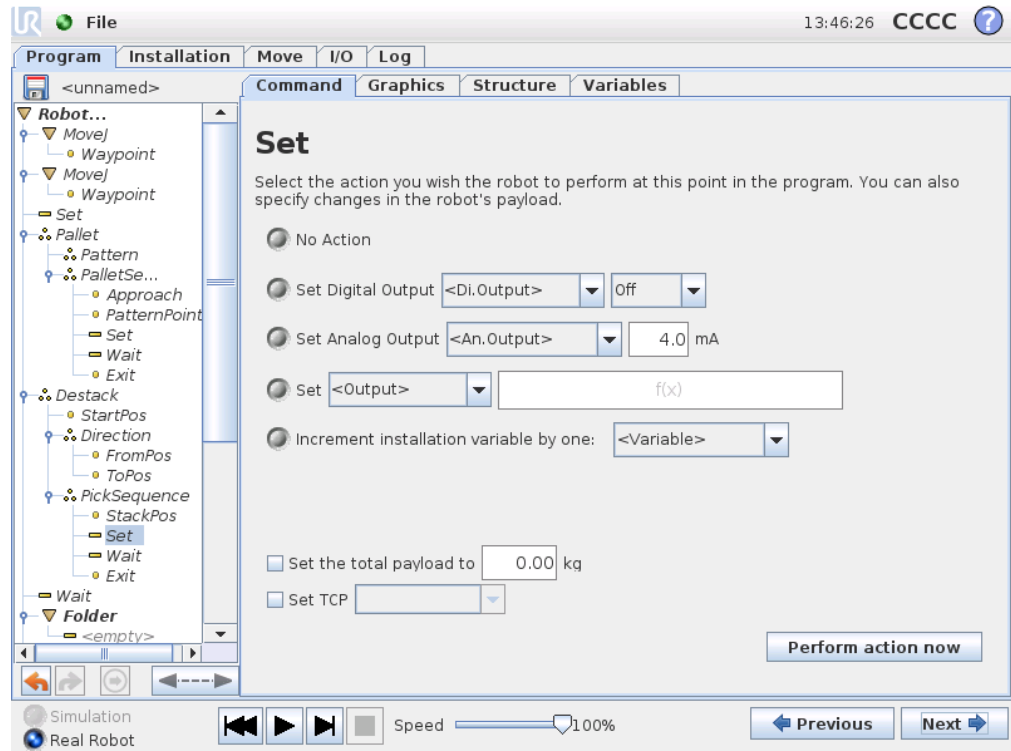 UR File 13:46:26 CCCC ?
Program Installation Move I/O Log
<unnamed>
Command Graphics Structure Variables
Robot...
MoveJ
Waypoint
MoveJ
Waypoint
Set
Pallet
Pattern
PalletSe...
Approach
PatternPoint
Set
Wait
Exit
Destack
StartPos
Direction
FromPos
ToPos
PickSequence
StackPos
Set
Wait
Exit
Wait
Folder
<empty>
Set
Select the action you wish the robot to perform at this point in the program. You can also
specify changes in the robot's payload.
No Action
Set Digital Output <Di.Output> Off
Set Analog Output <An.Output> 4.0 mA
Set <Output> f(x)
Increment installation variable by one: <Variable>
Set the total payload to 0.00 kg
Set TCP
Perform action now
Simulation
Real Robot
Speed 100%
Previous Next